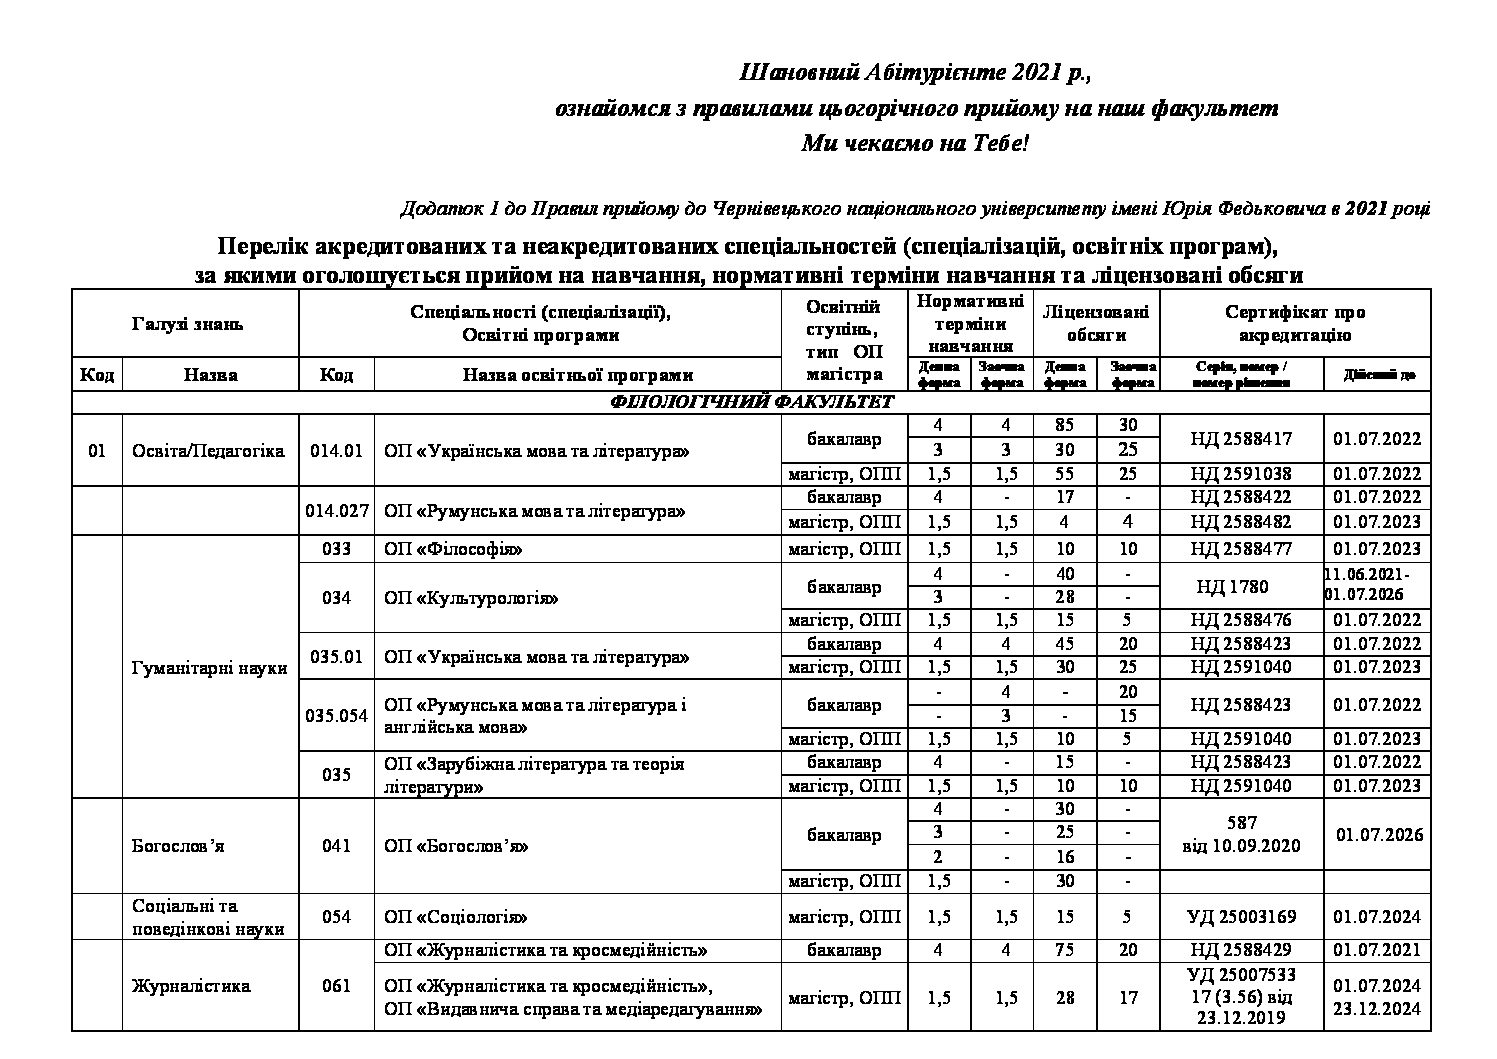 Шановний Абітурієнте 2021 р.,
ознайомся з правилами цьогорічного прийому на наш факультет
Ми чекаємо на Тебе!
Додаток 1 до Правил прийому до Чернівецького національного університету імені Юрія Федьковича в 2021 році
Перелік акредитованих та неакредитованих спеціальностей (спеціалізацій, освітніх програм),
за якими оголошується прийом на навчання, нормативні терміни навчання та ліцензовані обсяги
Галузі знань Спеціальності (спеціалізації), Освітні програми Освітній ступінь, тип ОП магістра Нормативні терміни навчання Ліцензовані обсяги Сертифікат про акредитацію
Код Назва Код Назва освітньої програми Денна форма Заочна форма Денна форма Заочна форма Серія, номер / номер рішення Дійсний до
ФІЛОЛОГІЧНИЙ ФАКУЛЬТЕТ
01 Освіта/Педагогіка 014.01 ОП «Українська мова та література» бакалавр 4 4 85 30 НД 2588417 01.07.2022
3 3 30 25
магістр, ОПП 1,5 1,5 55 25 НД 2591038 01.07.2022
014.027 ОП «Румунська мова та література» бакалавр 4 - 17 - НД 2588422 01.07.2022
магістр, ОПП 1,5 1,5 4 4 НД 2588482 01.07.2023
Гуманітарні науки 033 ОП «Філософія» магістр, ОПП 1,5 1,5 10 10 НД 2588477 01.07.2023
034 ОП «Культурологія» бакалавр 4 - 40 - НД 1780 11.06.2021-
3 - 28 - 01.07.2026
магістр, ОПП 1,5 1,5 15 5 НД 2588476 01.07.2022
035.01 ОП «Українська мова та література» бакалавр 4 4 45 20 НД 2588423 01.07.2022
магістр, ОПП 1,5 1,5 30 25 НД 2591040 01.07.2023
035.054 ОП «Румунська мова та література і англійська мова» бакалавр - 4 - 20 НД 2588423 01.07.2022
- 3 - 15
магістр, ОПП 1,5 1,5 10 5 НД 2591040 01.07.2023
035 ОП «Зарубіжна література та теорія літератури» бакалавр 4 - 15 - НД 2588423 01.07.2022
магістр, ОПП 1,5 1,5 10 10 НД 2591040 01.07.2023
Богослов’я 041 ОП «Богослов’я» бакалавр 4 - 30 - 587 від 10.09.2020 01.07.2026
3 - 25 -
2 - 16 -
магістр, ОПП 1,5 - 30 -
Соціальні та поведінкові науки 054 ОП «Соціологія» магістр, ОПП 1,5 1,5 15 5 УД 25003169 01.07.2024
Журналістика 061 ОП «Журналістика та кросмедійність» бакалавр 4 4 75 20 НД 2588429 01.07.2021
ОП «Журналістика та кросмедійність», ОП «Видавнича справа та медіаредагування» магістр, ОПП 1,5 1,5 28 17 УД 25007533 17 (3.56) від 23.12.2019 01.07.2024 23.12.2024